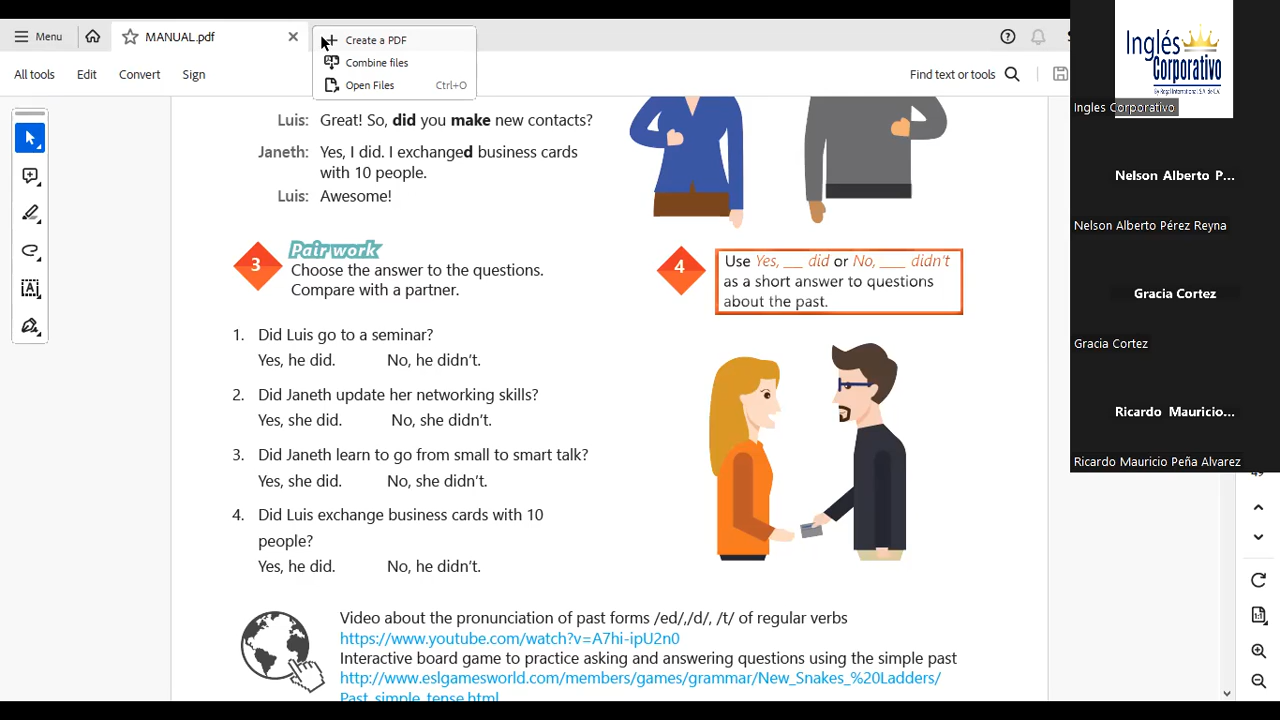 Menu
MANUAL.pdf
Create a PDF
Combine files
Open Files Ctrl+O
All tools Edit Convert Sign
Find text or tools
Luis: Great! So, did you make new contacts?
Janeth: Yes, I did. I exchanged business cards
with 10 people.
Luis: Awesome!
3 Pair work
Choose the answer to the questions.
Compare with a partner.
1. Did Luis go to a seminar?
Yes, he did. No, he didn't.
2. Did Janeth update her networking skills?
Yes, she did. No, she didn't.
3. Did Janeth learn to go from small to smart talk?
Yes, she did. No, she didn't.
4. Did Luis exchange business cards with 10
people?
Yes, he did. No, he didn't.
4 Use Yes, __ did or No, ___ didn't
as a short answer to questions
about the past.
Video about the pronunciation of past forms /ed/,/d/, /t/ of regular verbs
https://www.youtube.com/watch?v=A7hi-ipU2n0
Interactive board game to practice asking and answering questions using the simple past
http://www.eslgamesworld.com/members/games/grammar/New_Snakes_%20Ladders/
Past_simple_tense.html
Inglés
Corporativo
Ingles Corporativo
Nelson Alberto P...
Nelson Alberto Pérez Reyna
Gracia Cortez
Gracia Cortez
Ricardo Mauricio...
Ricardo Mauricio Peña Alvarez